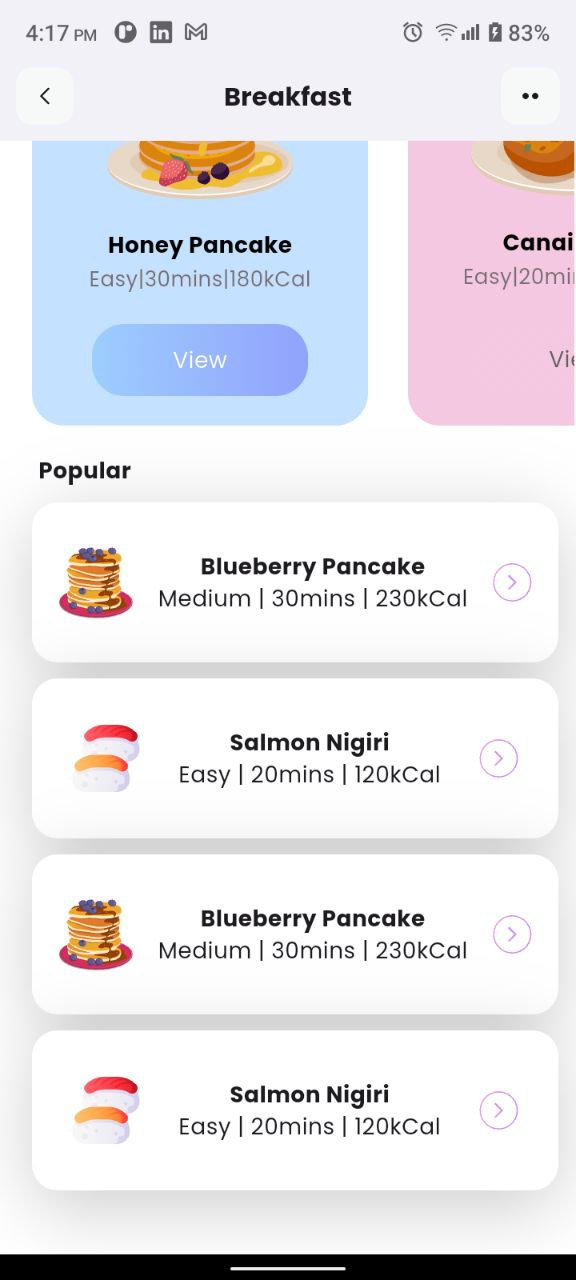 4:17 PM 83%
Breakfast
Honey Pancake
Easy|30mins|180kCal
View
Canai
Easy|20mi
Vi
Popular
Blueberry Pancake
Medium | 30mins | 230kCal
Salmon Nigiri
Easy | 20mins | 120kCal
Blueberry Pancake
Medium | 30mins | 230kCal
Salmon Nigiri
Easy | 20mins | 120kCal